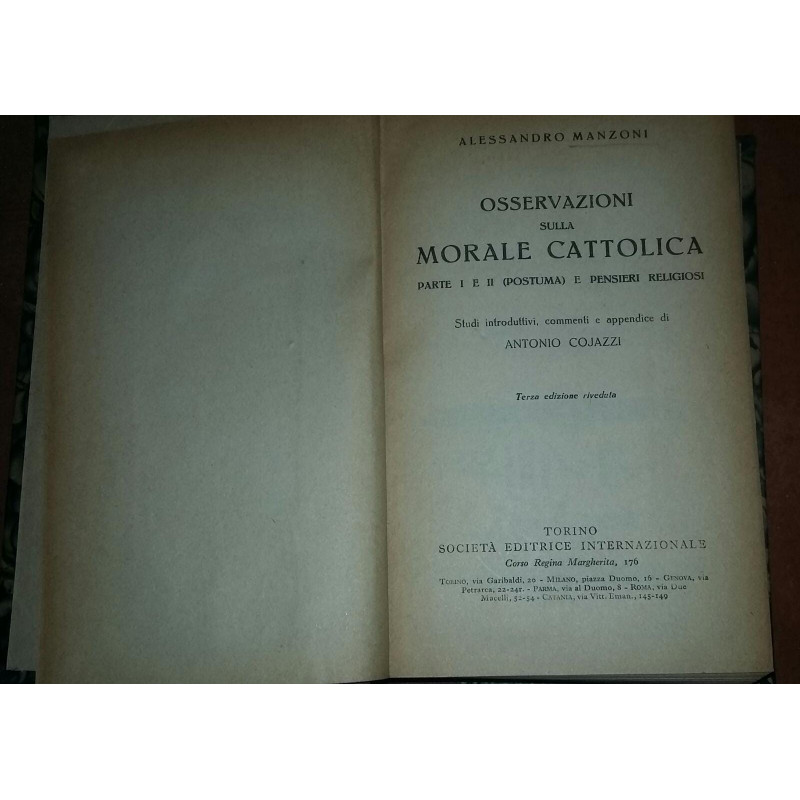 ALESSANDRO MANZONI
OSSERVAZIONI
SULLA
MORALE CATTOLICA
PARTE I E II (POSTUMA) E PENSIERI RELIGIOSI
Studi introduttivi, commenti e appendice di
ANTONIO COJAZZI
Terza edizione riveduta
TORINO
SOCIETÀ EDITRICE INTERNAZIONALE
Corso Regina Margherita, 176
TORINO, via Garibaldi, 20 - MILANO, piazza Duomo, 16 - GENOVA, via
Petrarca, 22-24r. - PARMA, via al Duomo, 8 - ROMA, via Due
Macelli, 52-54 - CATANIA, via Vitt. Eman., 145-149